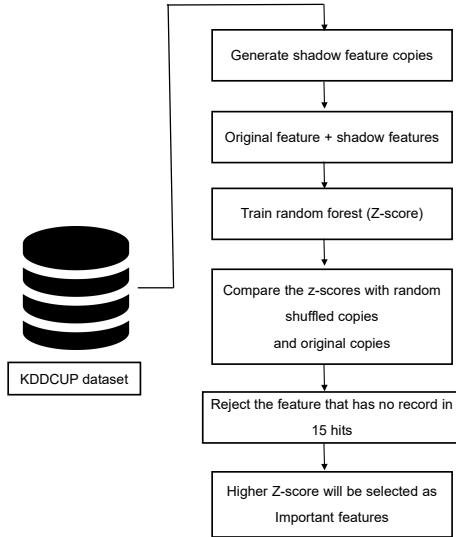 Generate shadow feature copies
Original feature + shadow features
Train random forest (Z-score)
Compare the z-scores with random
shuffled copies
and original copies
KDDCUP dataset
Reject the feature that has no record in
15 hits
Higher Z-score will be selected as
Important features